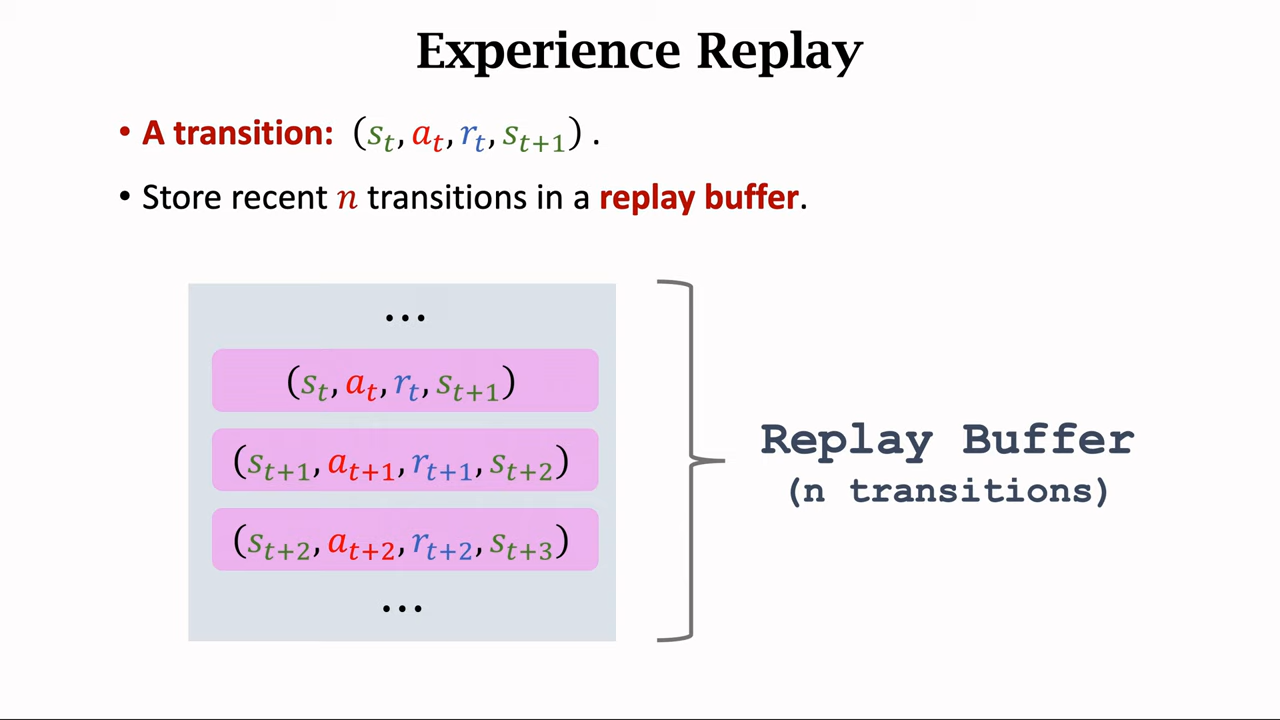 Experience Replay
• A transition: (s_t, a_t, r_t, s_{t+1}) .
• Store recent n transitions in a replay buffer.
...
(s_t, a_t, r_t, s_{t+1})
(s_{t+1}, a_{t+1}, r_{t+1}, s_{t+2})
(s_{t+2}, a_{t+2}, r_{t+2}, s_{t+3})
...
Replay Buffer
(n transitions)